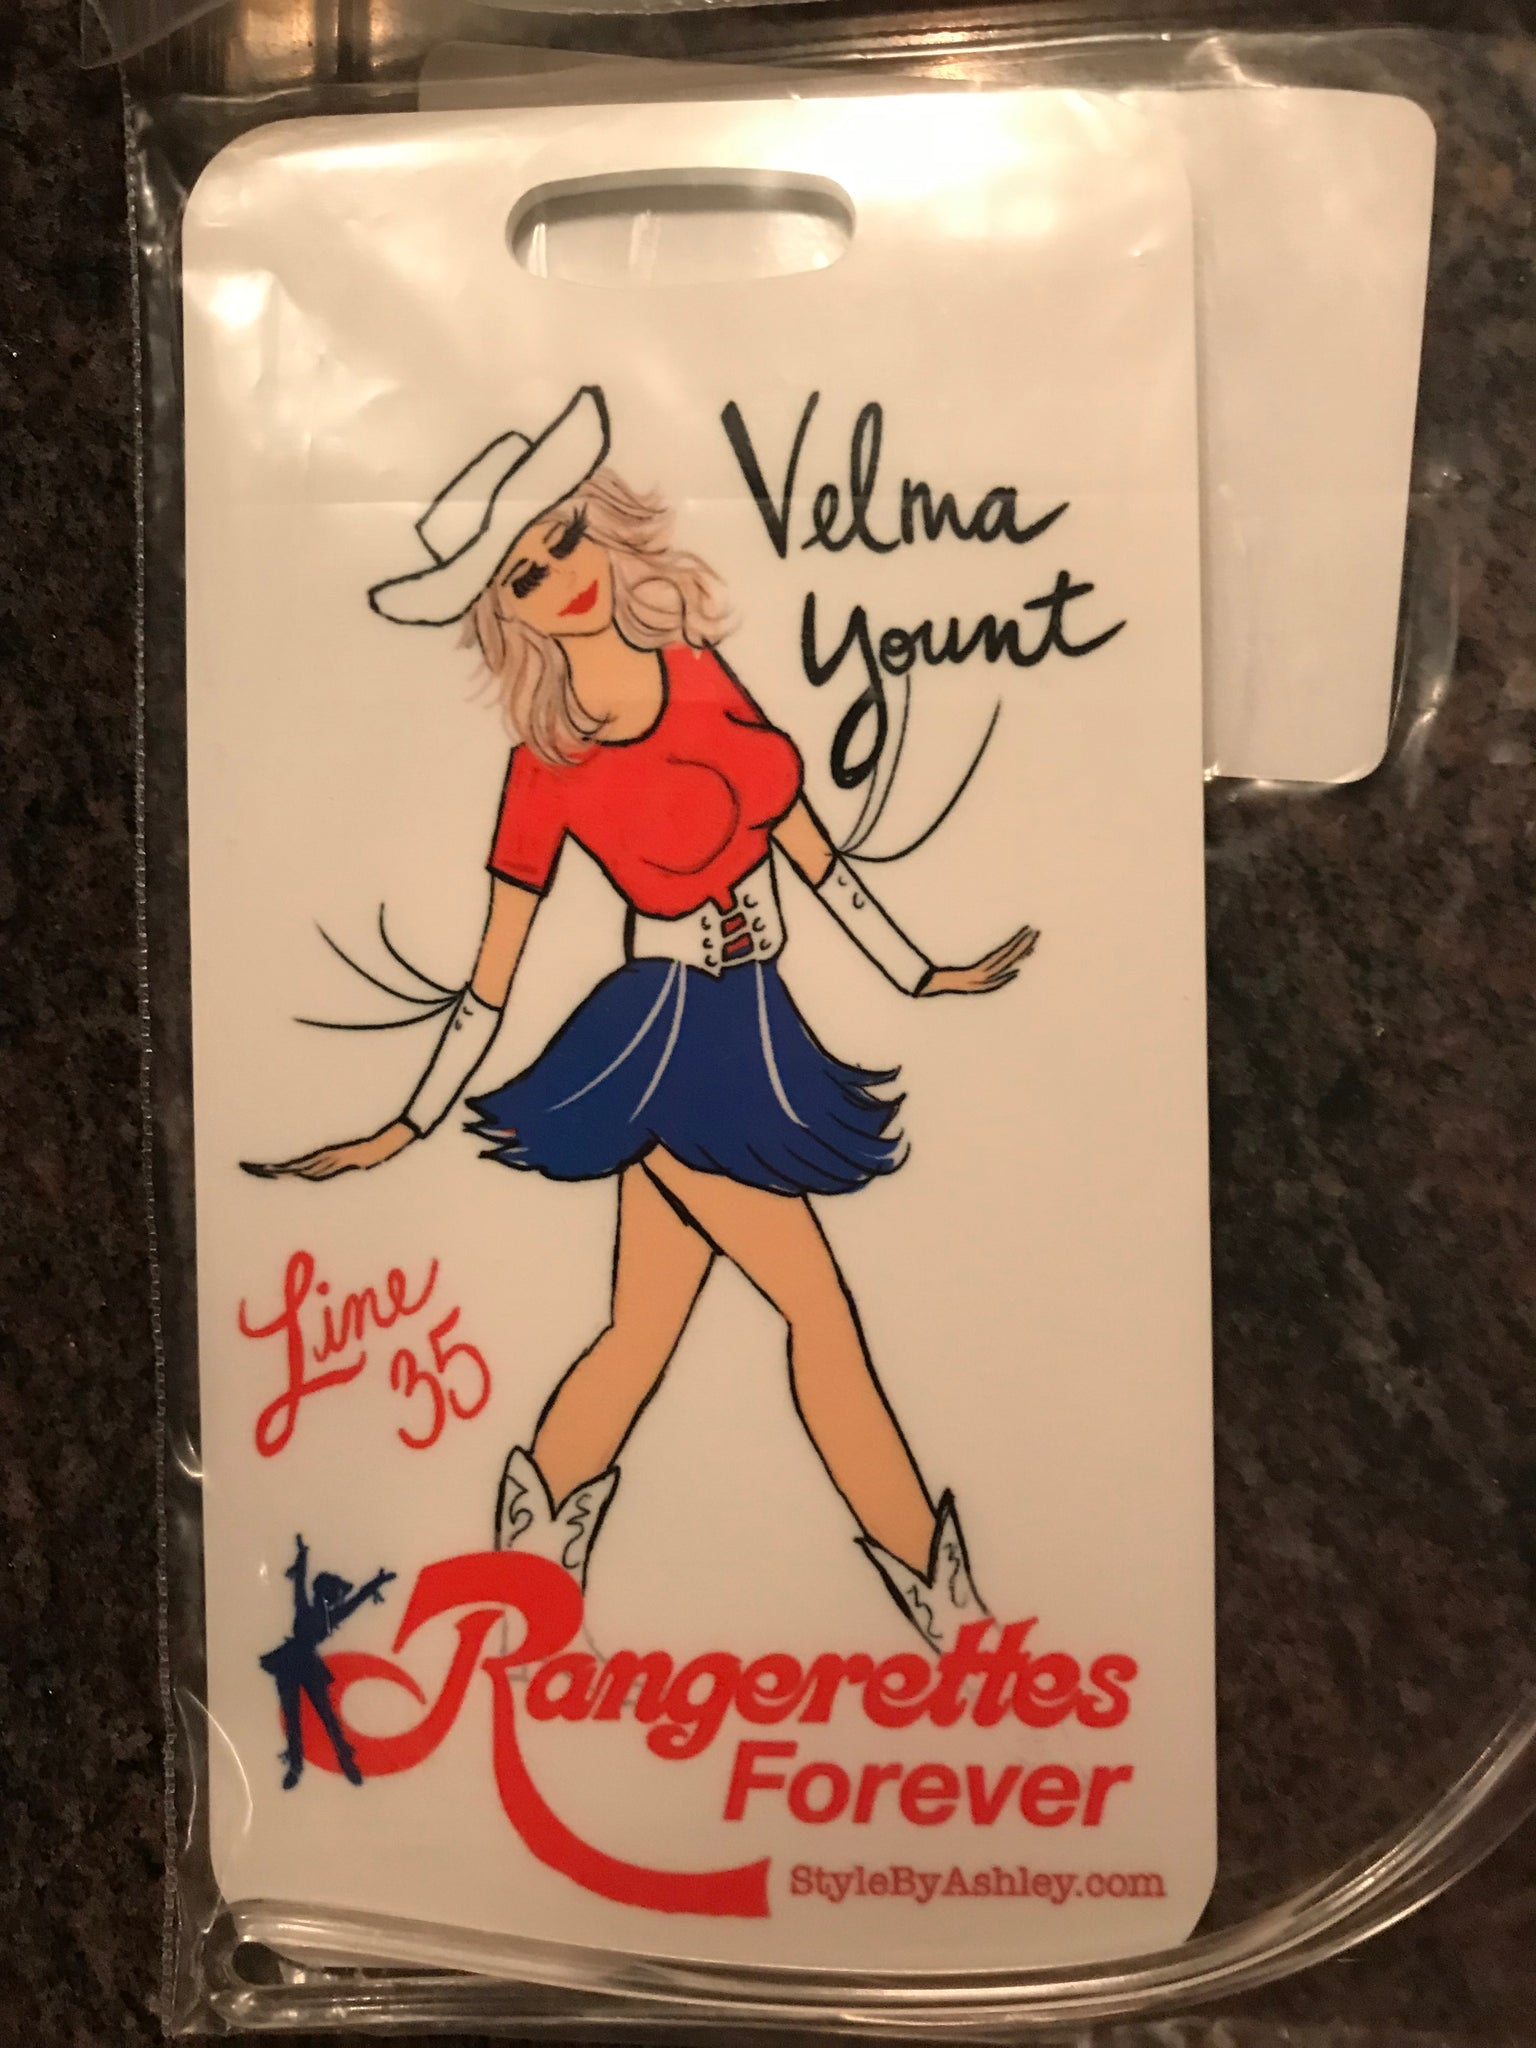 Velma
Yount
Line
35
Rangerettes
Forever
StyleByAshley.com